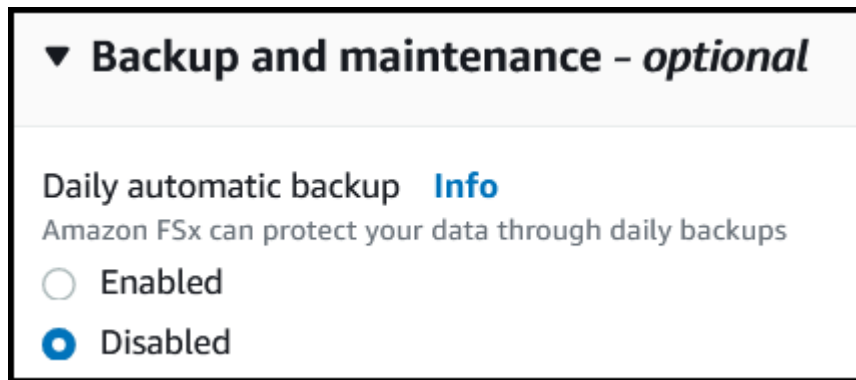 Backup and maintenance - optional
Daily automatic backup Info
Amazon FSx can protect your data through daily backups
Enabled
Disabled